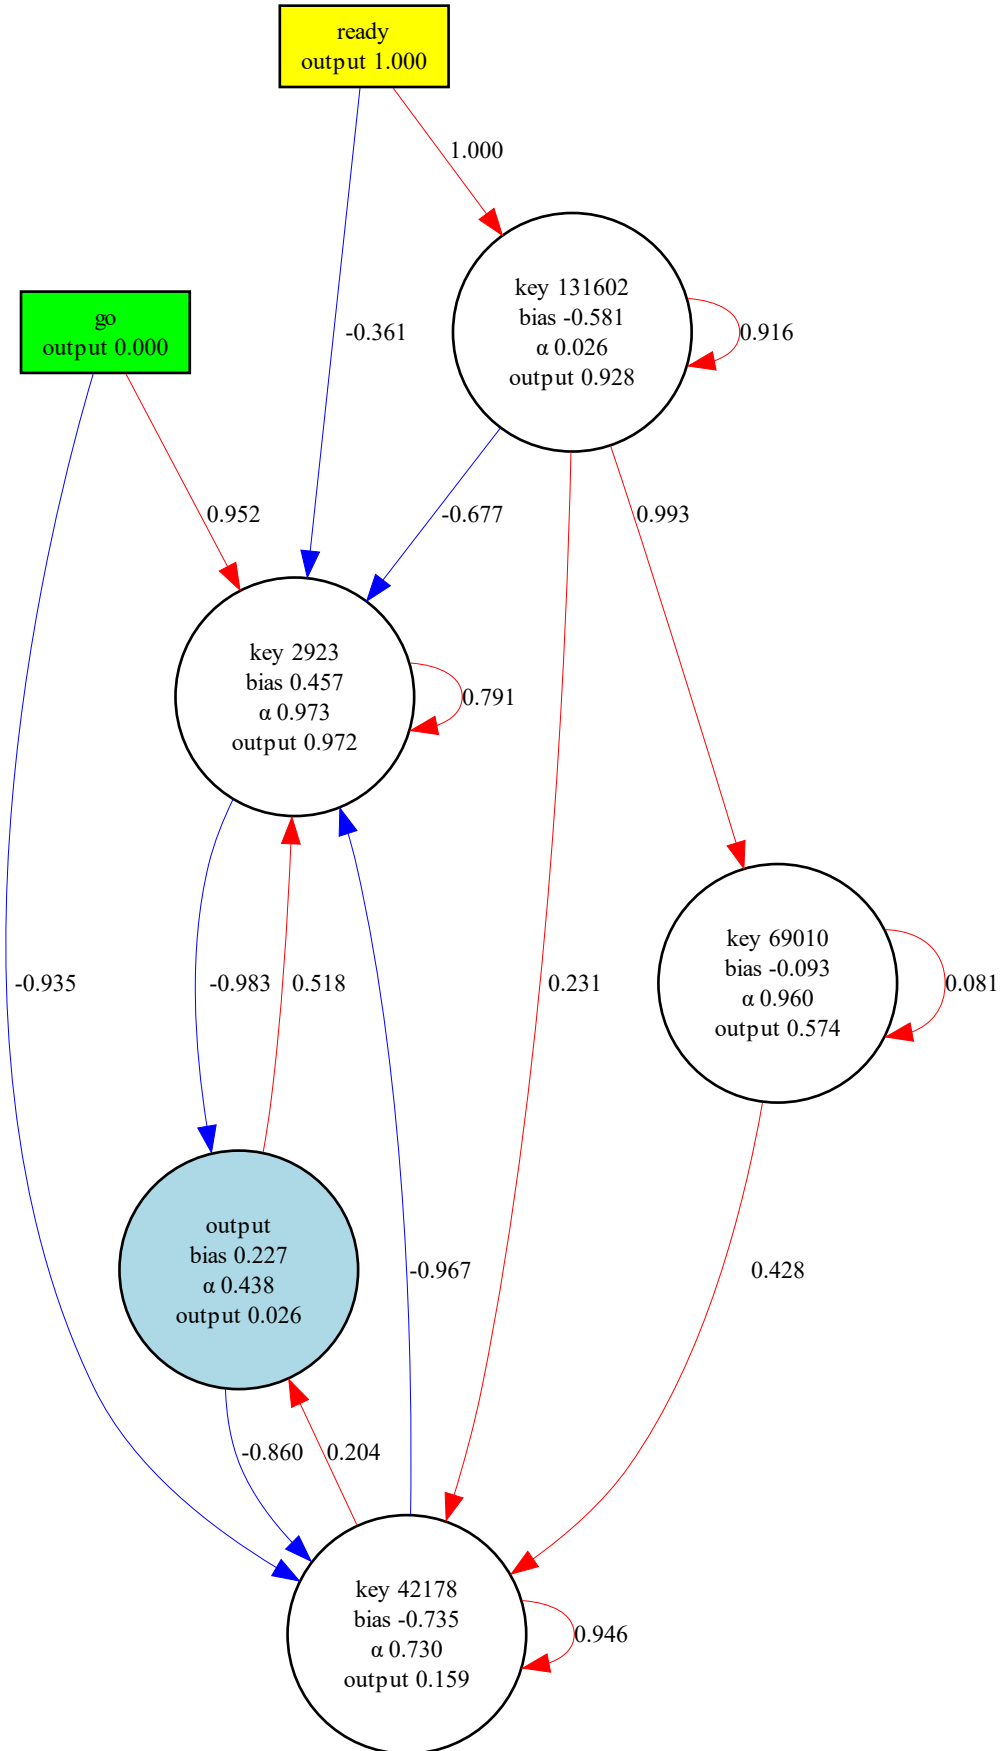 ready
output 1.000
1.000
key 131602
bias -0.581
α 0.026
output 0.928
0.916
go
output 0.000
-0.361
0.952
-0.677
0.993
key 2923
bias 0.457
α 0.973
output 0.972
0.791
key 69010
bias -0.093
α 0.960
output 0.574
0.081
-0.935
-0.983
0.518
0.231
output
bias 0.227
α 0.438
output 0.026
-0.967
0.428
-0.860
0.204
key 42178
bias -0.735
α 0.730
output 0.159
0.946